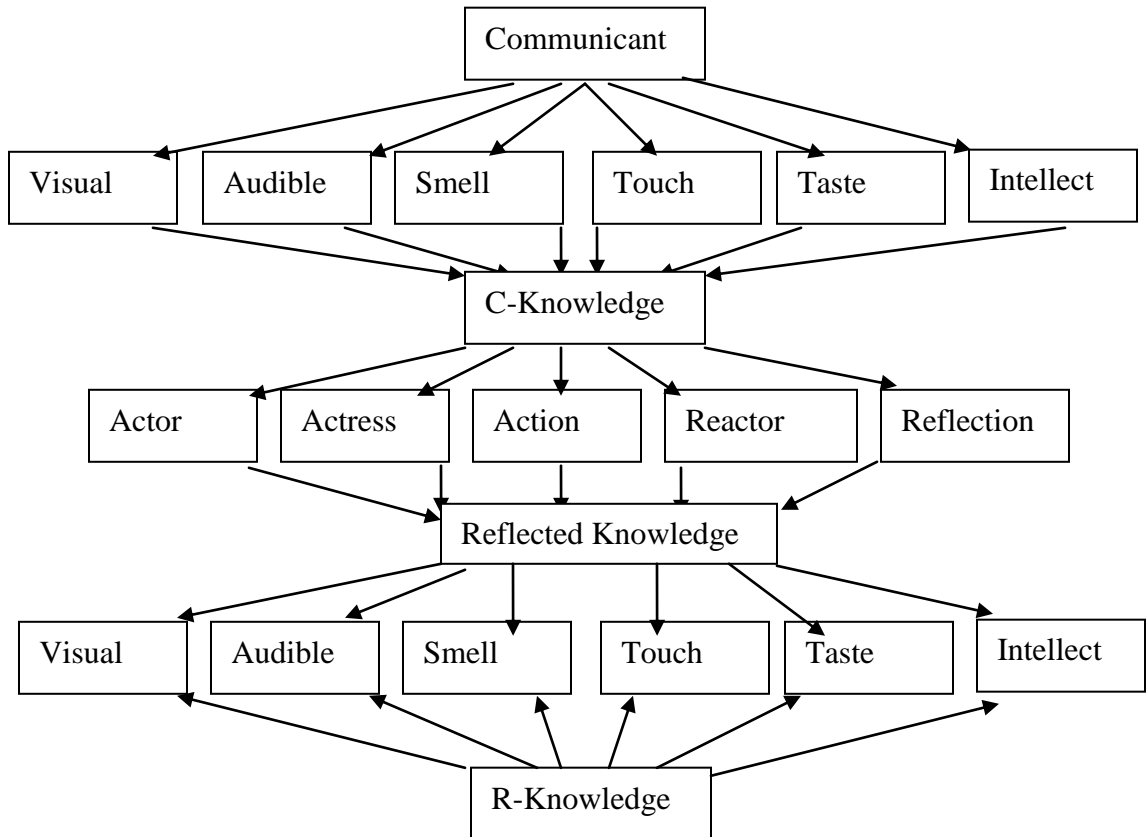 Communicant
Visual Audible Smell Touch Taste Intellect
C-Knowledge
Actor Actress Action Reactor Reflection
Reflected Knowledge
Visual Audible Smell Touch Taste Intellect
R-Knowledge